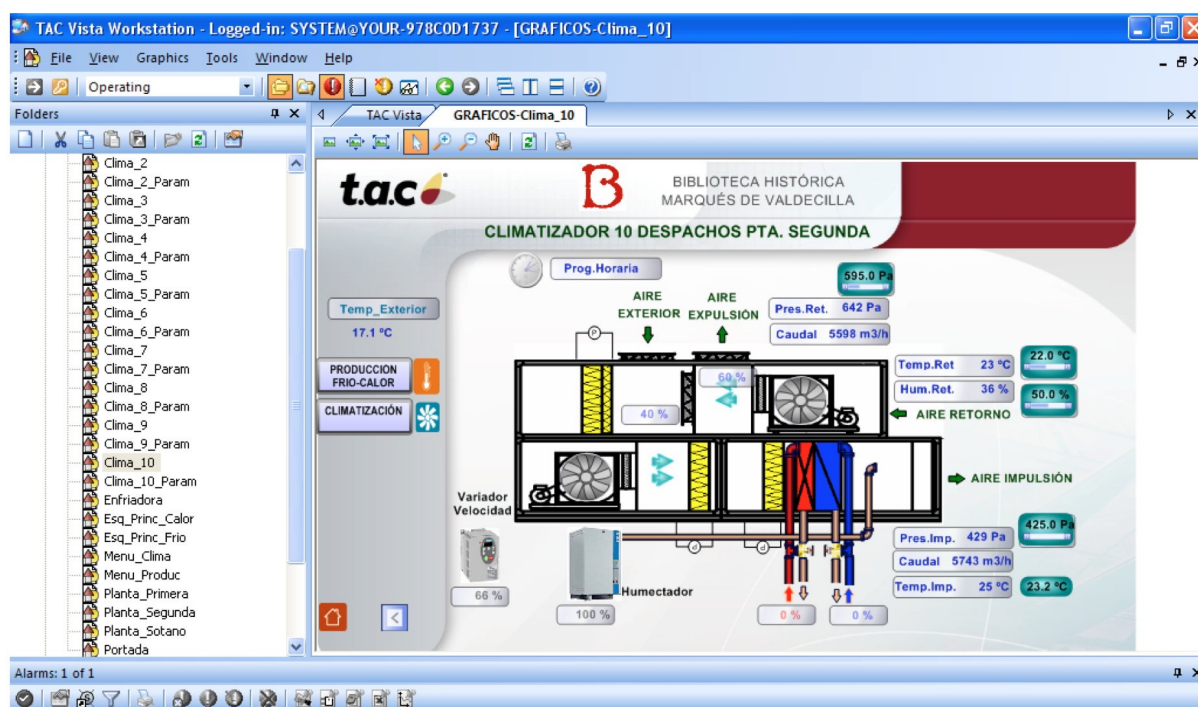 TAC Vista Workstation - Logged-in: SYSTEM@YOUR-978C0D1737 - [GRAFICOS-Clima_10]
File View Graphics Tools Window Help
Operating
Folders
TAC Vista
GRAFICOS-Clima_10
Clima_2
Clima_2_Param
Clima_3
Clima_3_Param
Clima_4
Clima_4_Param
Clima_5
Clima_5_Param
Clima_6
Clima_6_Param
Clima_7
Clima_7_Param
Clima_8
Clima_8_Param
Clima_9
Clima_9_Param
Clima_10
Clima_10_Param
Enfriadora
Esq_Princ_Calor
Esq_Princ_Frio
Menu_Clima
Menu_Produc
Planta_Primera
Planta_Segunda
Planta_Sotano
Portada
t.a.c
B
BIBLIOTECA HISTÓRICA
MARQUÉS DE VALDECILLA
CLIMATIZADOR 10 DESPACHOS PTA. SEGUNDA
Prog.Horaria
595.0 Pa
AIRE
EXTERIOR
AIRE
EXPULSIÓN
Pres.Ret. 642 Pa
Caudal 5598 m3/h
Temp_Exterior
17.1 ºC
P
PRODUCCION
FRIO-CALOR
CLIMATIZACIÓN
60 %
40 %
Temp.Ret 23 ºC
22.0 ºC
Hum.Ret. 36 %
50.0 %
AIRE RETORNO
AIRE IMPULSIÓN
Variador
Velocidad
66 %
Humectador
100 %
0 %
0 %
425.0 Pa
Pres.Imp. 429 Pa
Caudal 5743 m3/h
Temp.Imp. 25 ºC
23.2 ºC
Alarms: 1 of 1